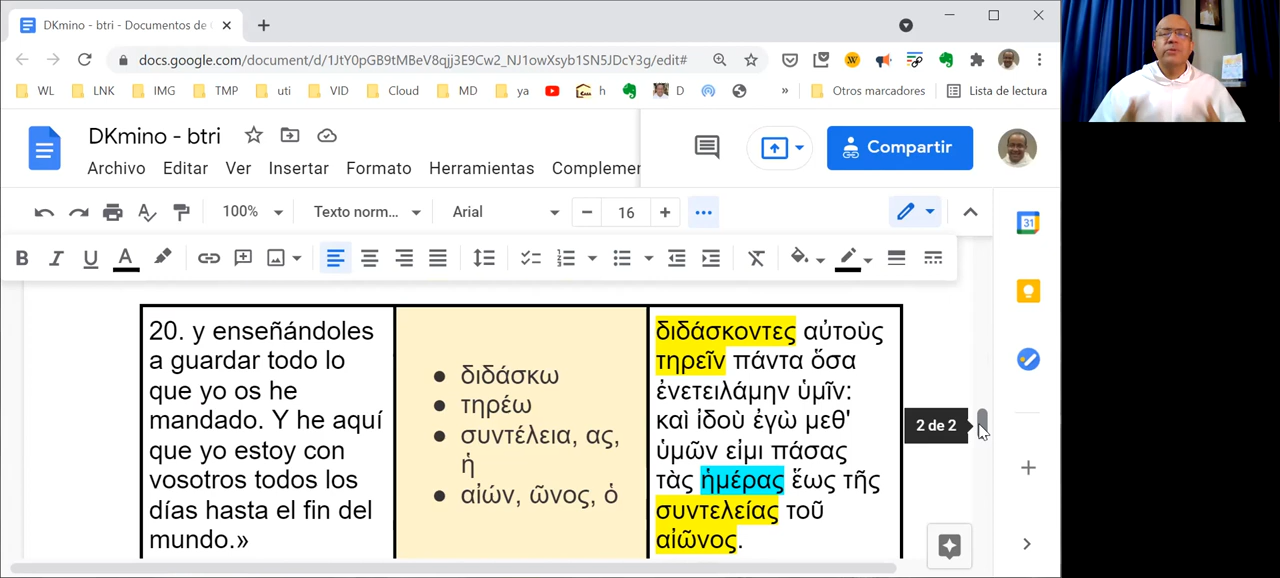 DKmino - btri - Documentos de
docs.google.com/document/d/1JtY0pGB9tMBeV8qjj3E9Cw2_NJ1owXsyb1SN5JDcY3g/edit#
WL LNK IMG TMP uti VID Cloud MD ya h D » Otros marcadores Lista de lectura
DKmino - btri
Archivo Editar Ver Insertar Formato Herramientas Complemen
Compartir
100% Texto norm... Arial 16
B I U A
31
20. y enseñándoles
a guardar todo lo
que yo os he
mandado. Y he aquí
que yo estoy con
vosotros todos los
días hasta el fin del
mundo.»
● διδάσκω
● τηρέω
● συντέλεια, ας,
ἡ
● αἰών, ῶνος, ὁ
διδάσκοντες αὐτοὺς
τηρεῖν πάντα ὅσα
ἐνετειλάμην ὑμῖν:
καὶ ἰδοὺ ἐγὼ μεθ'
ὑμῶν εἰμι πάσας
τὰς ἡμέρας ἕως τῆς
συντελείας τοῦ
αἰῶνος.
2 de 2